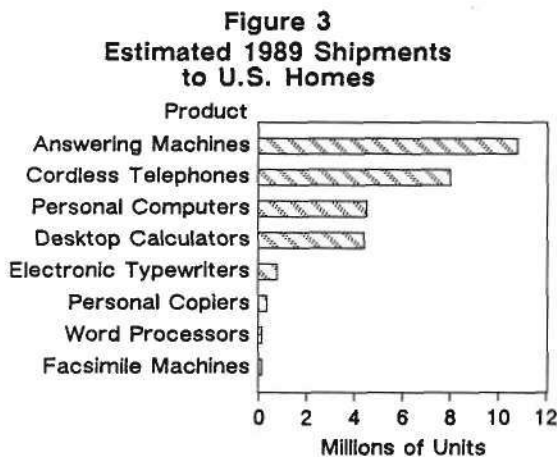 Figure 3
Estimated 1989 Shipments
to U.S. Homes
Product
Answering Machines
Cordless Telephones
Personal Computers
Desktop Calculators
Electronic Typewriters
Personal Copiers
Word Processors
Facsimile Machines
0 2 4 6 8 10 12
Millions of Units